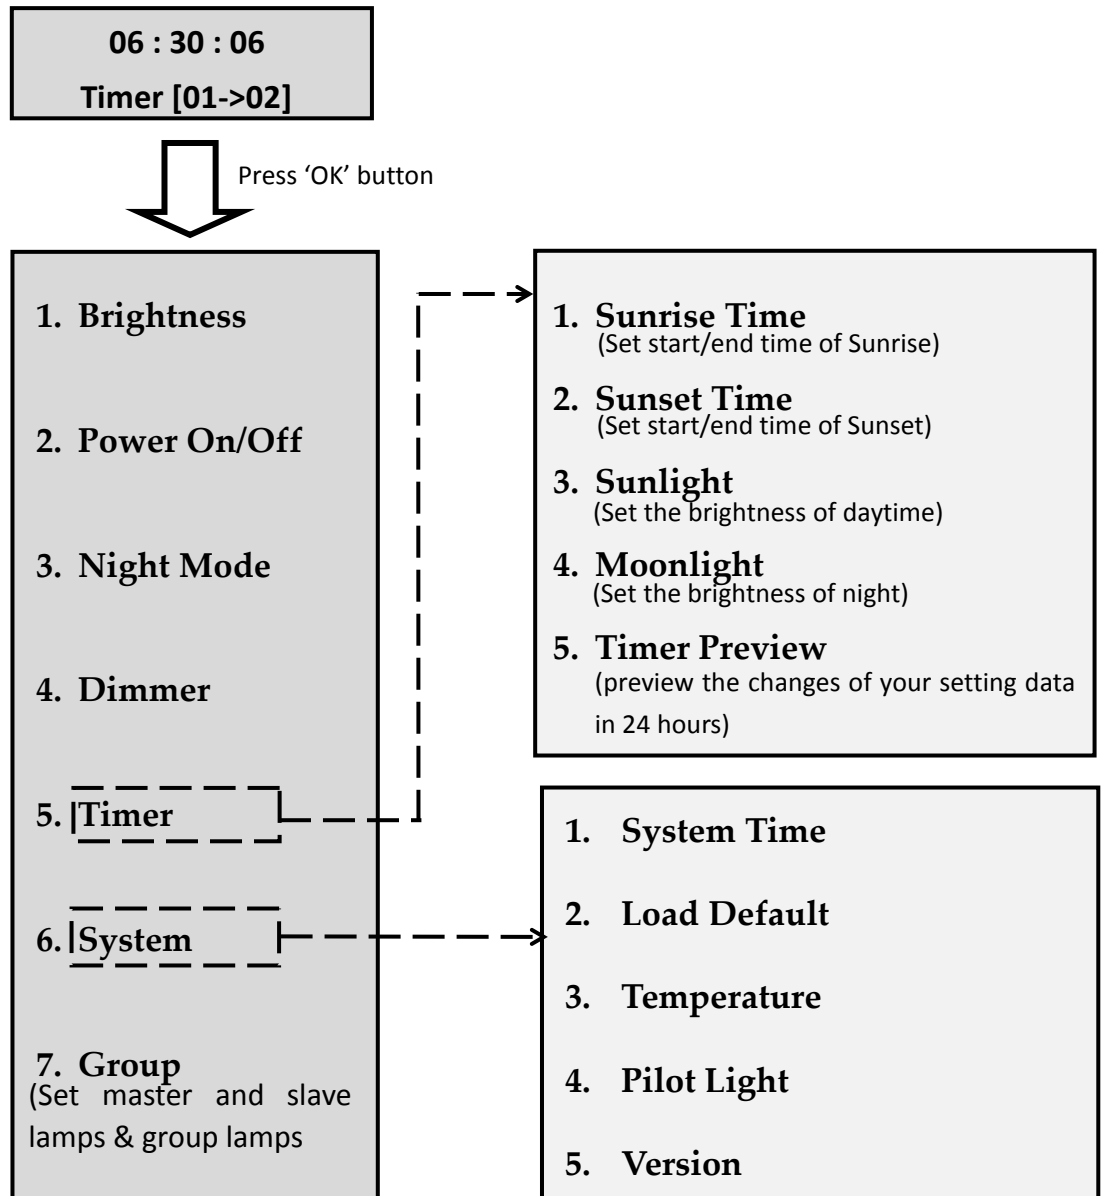 06 : 30 : 06
Timer [01->02]
Press ‘OK’ button
1. Brightness
2. Power On/Off
3. Night Mode
4. Dimmer
5. Timer
6. System
7. Group
(Set master and slave
lamps & group lamps
1. Sunrise Time
(Set start/end time of Sunrise)
2. Sunset Time
(Set start/end time of Sunset)
3. Sunlight
(Set the brightness of daytime)
4. Moonlight
(Set the brightness of night)
5. Timer Preview
(preview the changes of your setting data
in 24 hours)
1. System Time
2. Load Default
3. Temperature
4. Pilot Light
5. Version